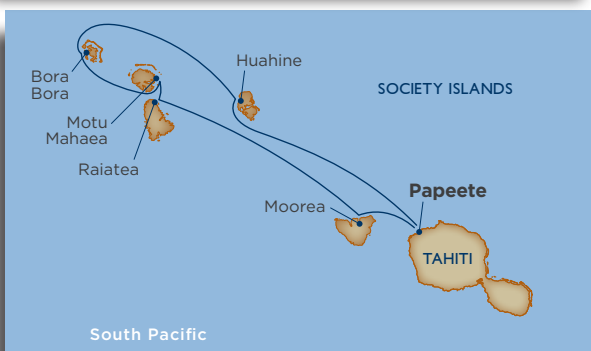 Bora
Bora
Huahine
SOCIETY ISLANDS
Motu
Mahaea
Raiatea
Papeete
Moorea
TAHITI
South Pacific